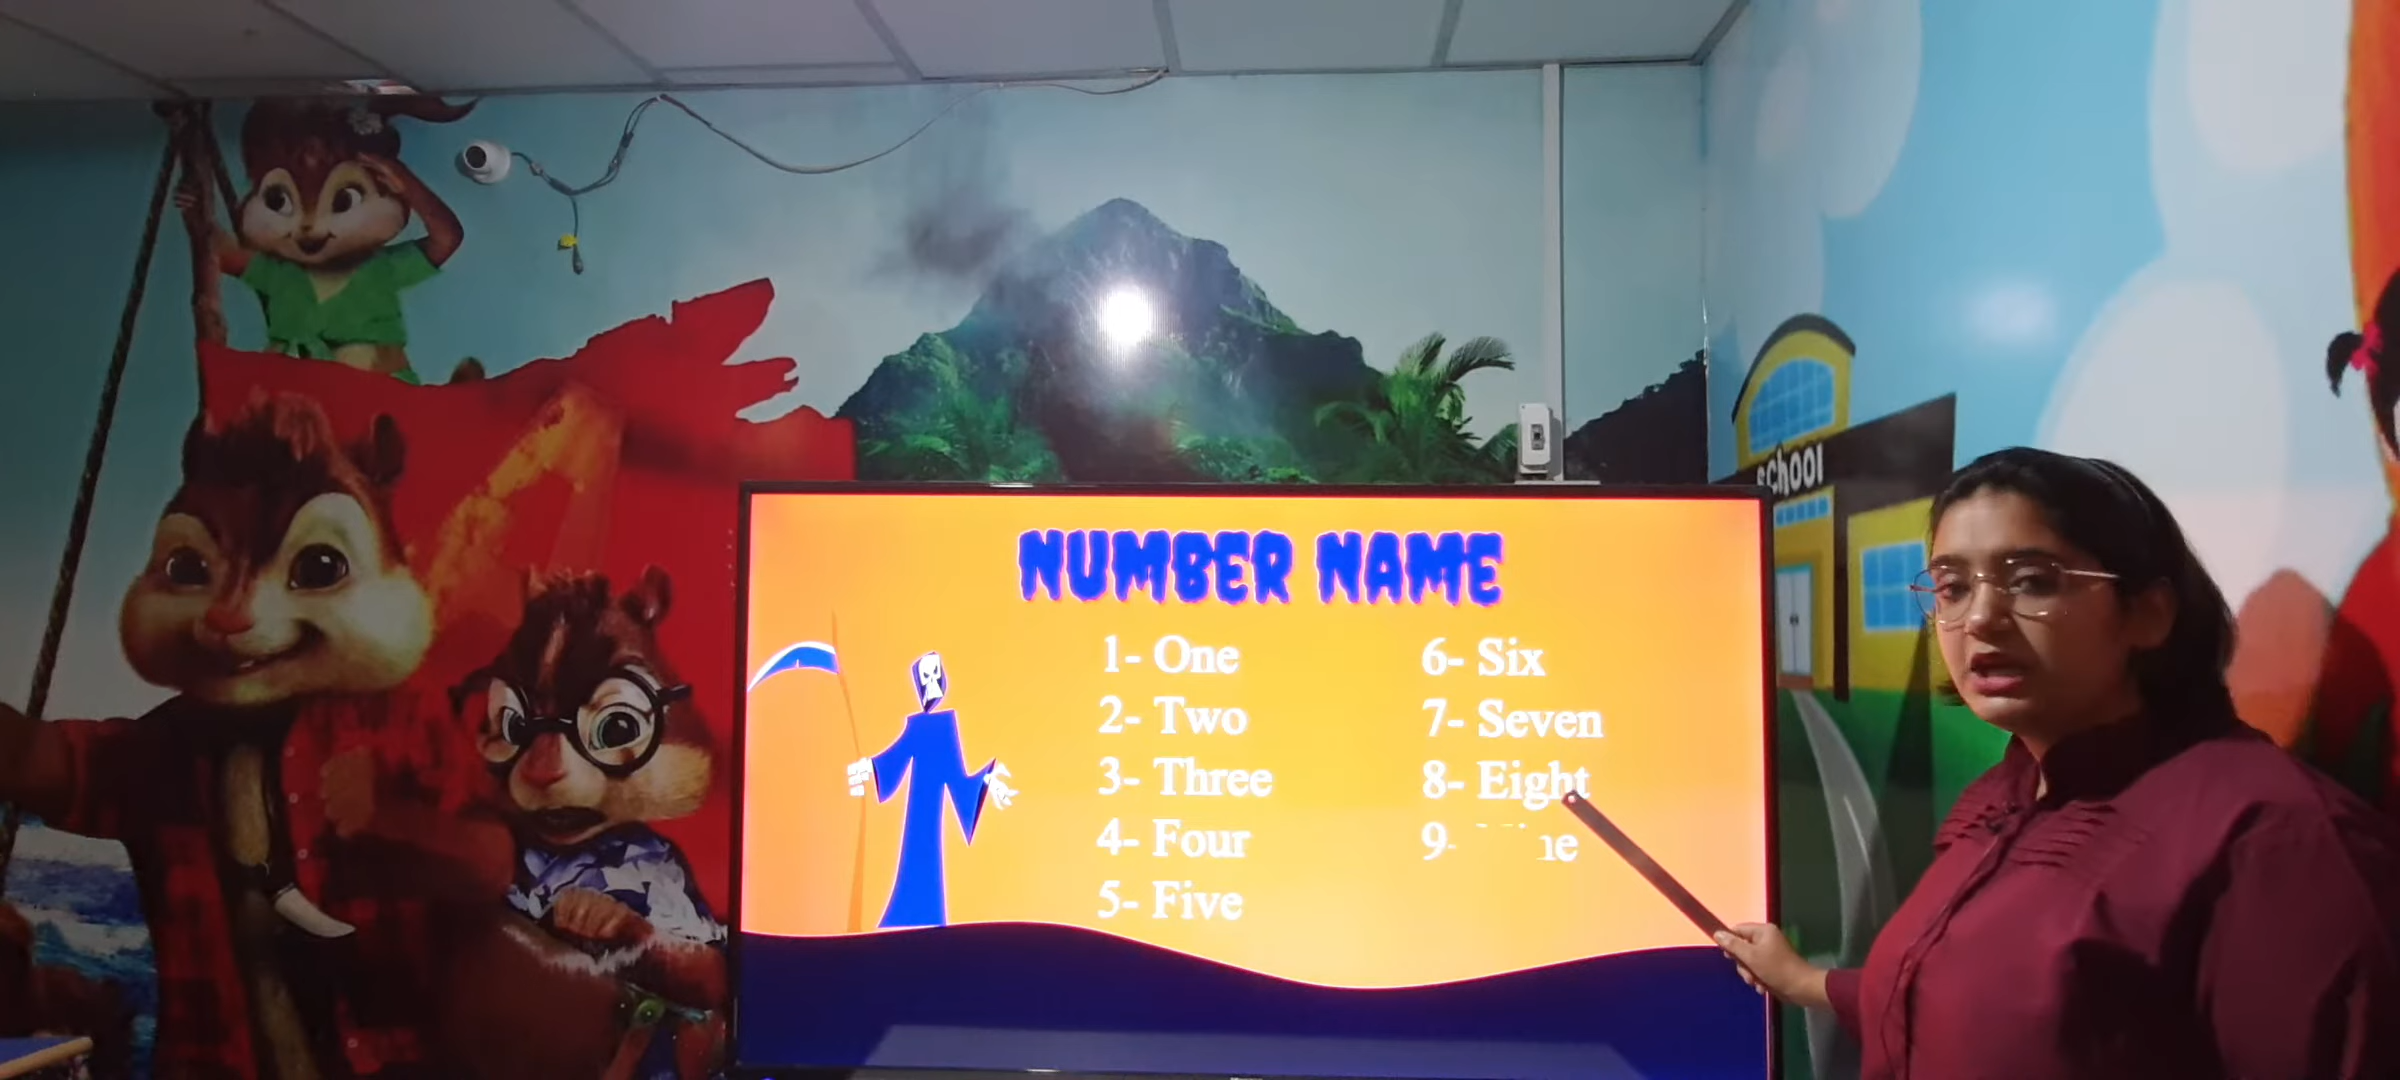 school
NUMBER NAME
1- One
2- Two
3- Three
4- Four
5- Five
6- Six
7- Seven
8- Eight
9-